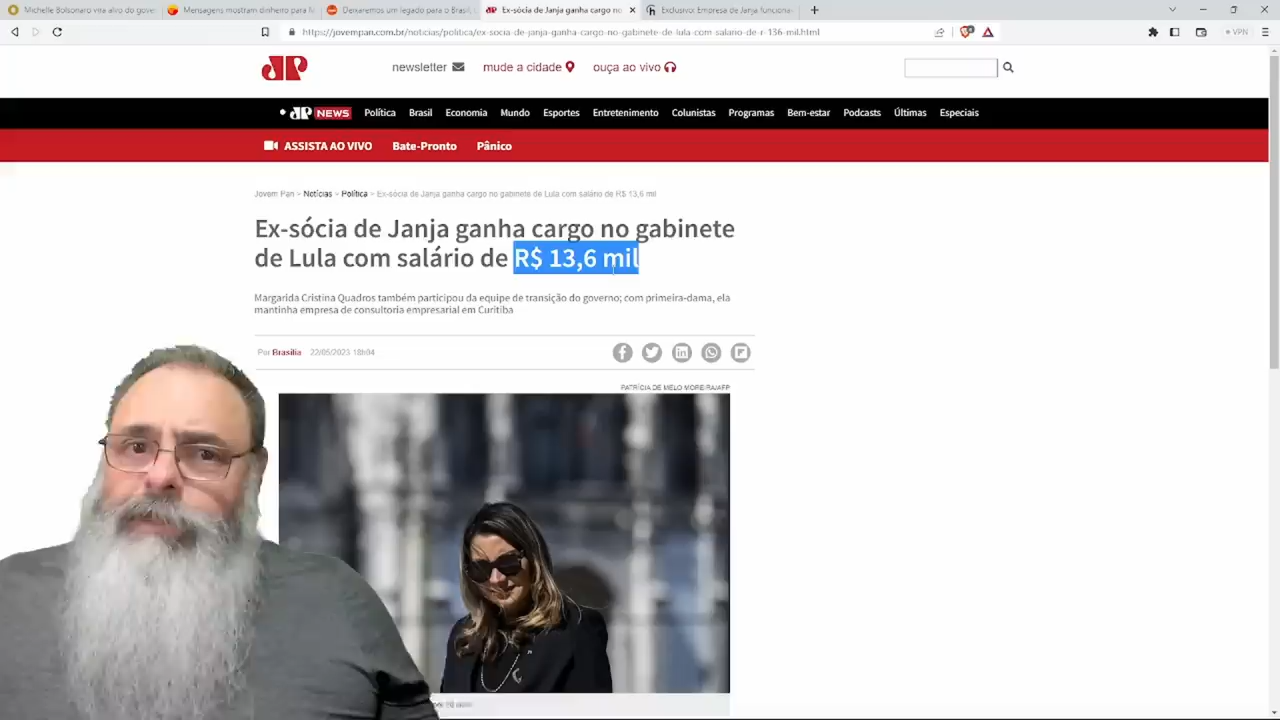 Michelle Bolsonaro vira alvo do gover
Mensagens mostram dinheiro para M
Deixaremos um legado para o Brasil,
Ex-sócia de Janja ganha cargo no
Exclusivo: Empresa de Janja funciona
https://jovempan.com.br/noticias/politica/ex-socia-de-janja-ganha-cargo-no-gabinete-de-lula-com-salario-de-r-136-mil.html
VPN
JP
newsletter
mude a cidade
ouça ao vivo
JP NEWS
Política
Brasil
Economia
Mundo
Esportes
Entretenimento
Colunistas
Programas
Bem-estar
Podcasts
Últimas
Especiais
ASSISTA AO VIVO
Bate-Pronto
Pânico
Jovem Pan > Notícias > Política > Ex-sócia de Janja ganha cargo no gabinete de Lula com salário de R$ 13,6 mil
Ex-sócia de Janja ganha cargo no gabinete
de Lula com salário de R$ 13,6 mil
Margarida Cristina Quadros também participou da equipe de transição do governo; com primeira-dama, ela
mantinha empresa de consultoria empresarial em Curitiba
Por Brasília 22/05/2023 18h04
PATRÍCIA DE MELO MOREIRA/AFP